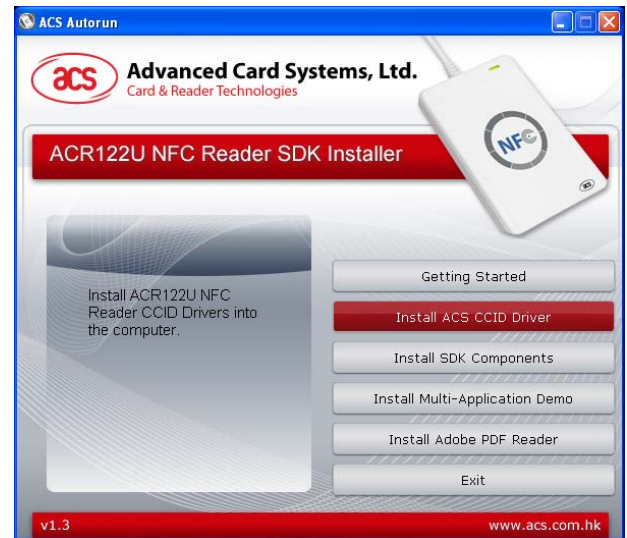 ACS Autorun
acs
Advanced Card Systems, Ltd.
Card & Reader Technologies
NFC
ACR122U NFC Reader SDK Installer
acs
Install ACR122U NFC
Reader CCID Drivers into
the computer.
Getting Started
Install ACS CCID Driver
Install SDK Components
Install Multi-Application Demo
Install Adobe PDF Reader
Exit
v1.3
www.acs.com.hk